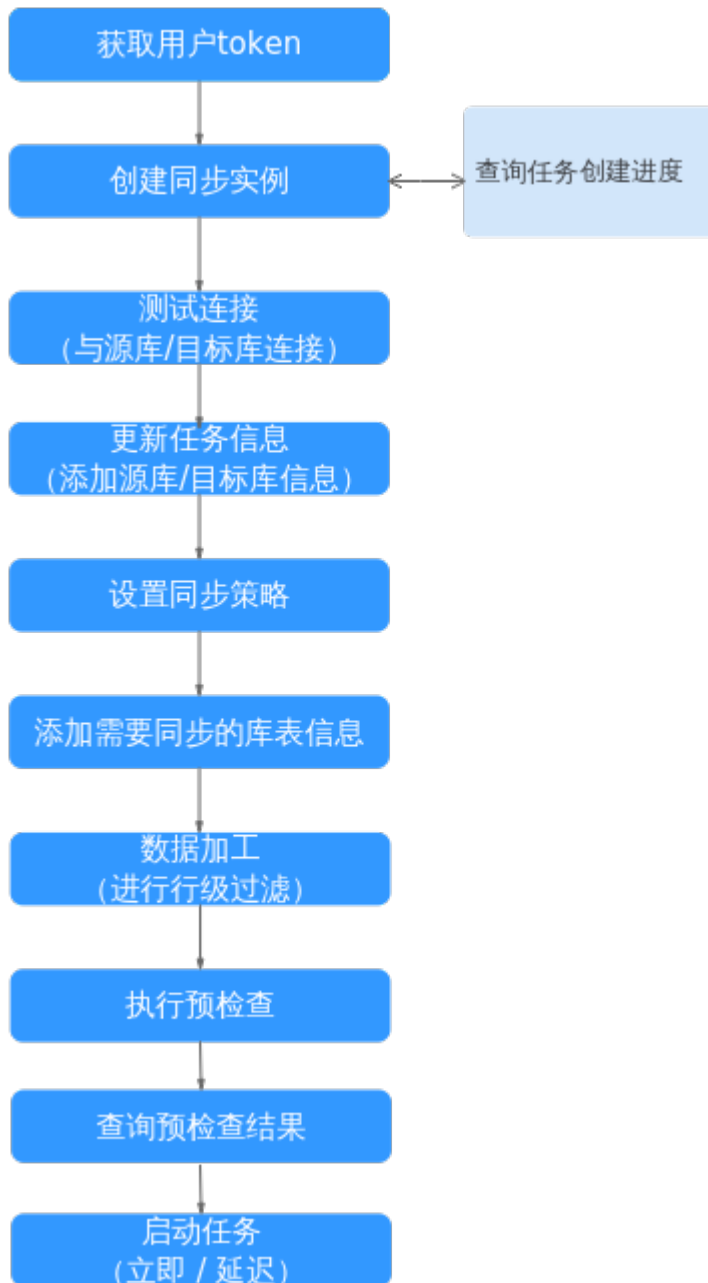 获取用户token
创建同步实例
查询任务创建进度
测试连接
（与源库/目标库连接）
更新任务信息
（添加源库/目标库信息）
设置同步策略
添加需要同步的库表信息
数据加工
（进行行级过滤）
执行预检查
查询预检查结果
启动任务
（立即 / 延迟）